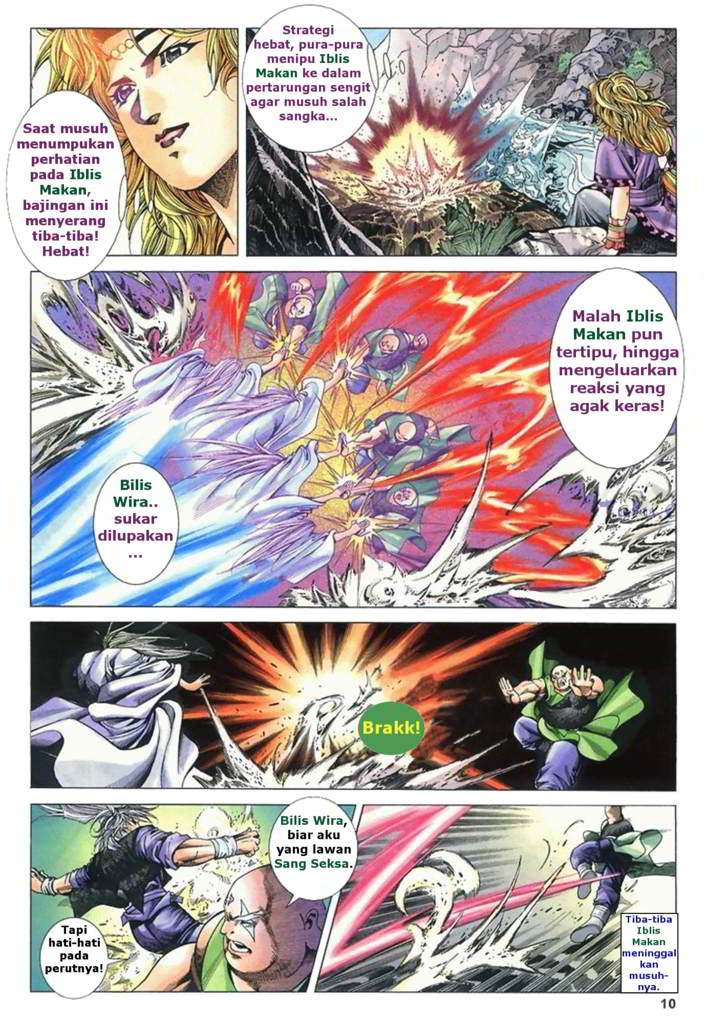 Strategi
hebat, pura-pura
menipu Iblis
Makan ke dalam
pertarungan sengit
agar musuh salah
sangka...
Saat musuh
menumpukan
perhatian
pada Iblis
Makan,
bajingan ini
menyerang
tiba-tiba!
Hebat!
Malah Iblis
Makan pun
tertipu, hingga
mengeluarkan
reaksi yang
agak keras!
Bilis
Wira..
sukar
dilupakan
...
Brakk!
Bilis Wira,
biar aku
yang lawan
Sang Seksa.
Tapi
hati-hati
pada
perutnya!
Tiba-tiba
Iblis
Makan
meninggal
kan
musuh-
nya.
10